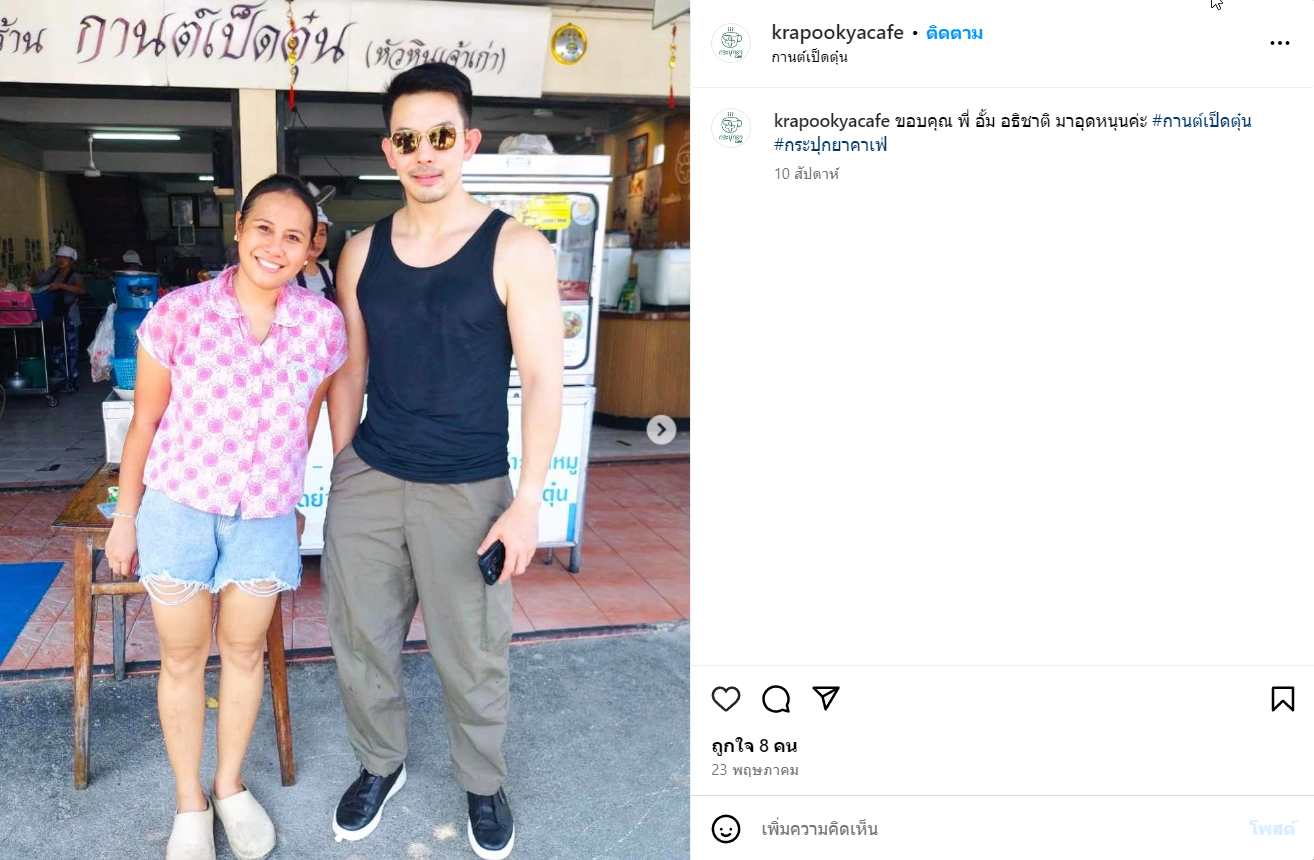 ร้าน กานต์เป็ดตุ๋น (หัวหินเจ้าเก่า)
หมู
ตุ๋น
krapookyacafe • ติดตาม
กานต์เป็ดตุ๋น
krapookyacafe ขอบคุณ พี่ อั้ม อธิชาติ มาอุดหนุนค่ะ #กานต์เป็ดตุ๋น
#กระปุกยาคาเฟ่
10 สัปดาห์
ถูกใจ 8 คน
23 พฤษภาคม
เพิ่มความคิดเห็น
โพสต์